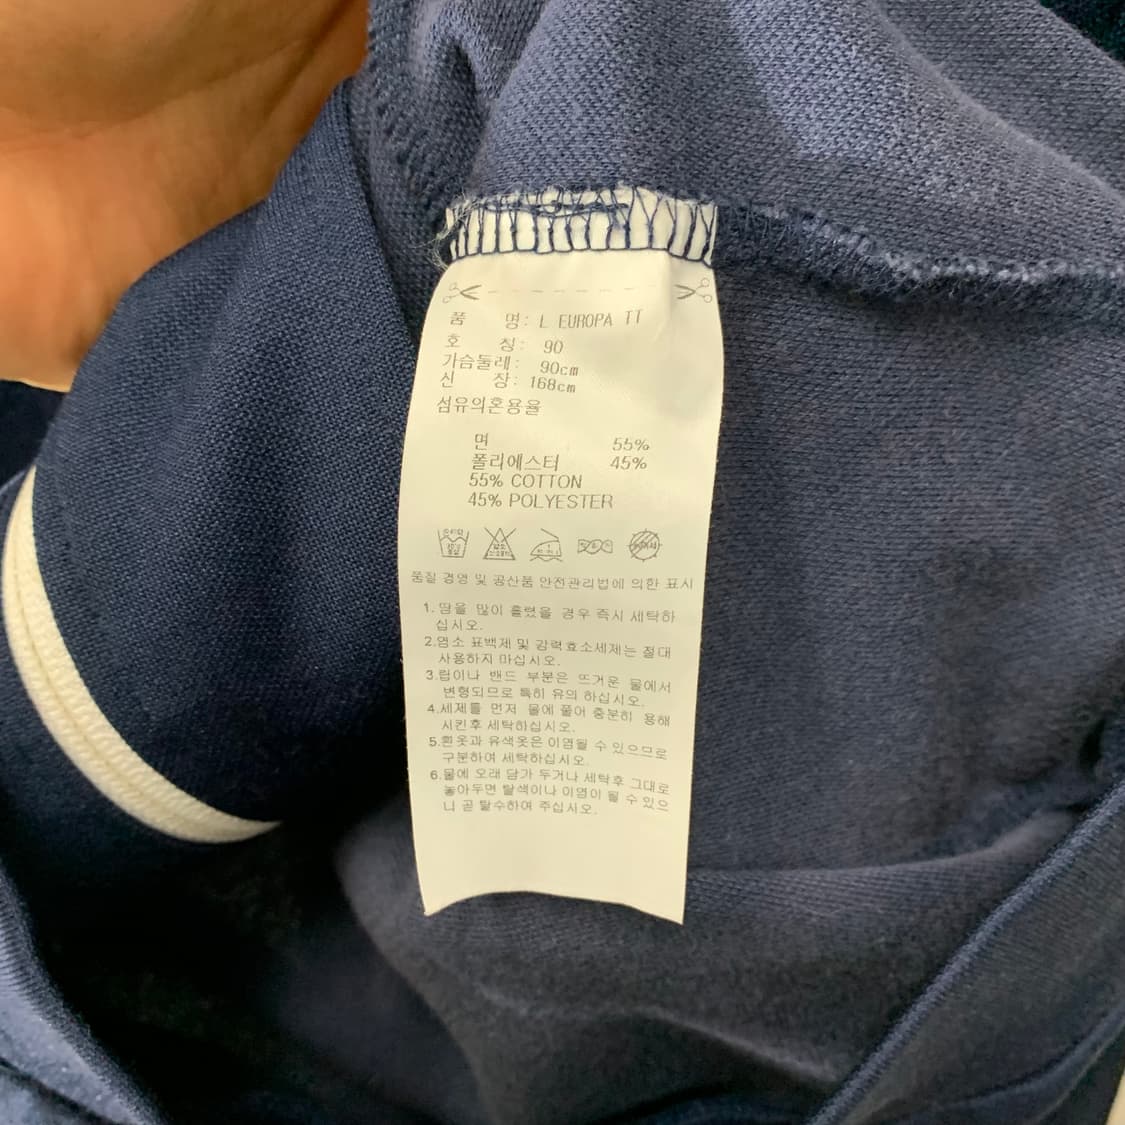 품 명: L EUROPA TT
호 칭: 90
가슴둘레: 90cm
신 장: 168cm
섬유의혼용율
면 55%
폴리에스터 45%
55% COTTON
45% POLYESTER
품질 경영 및 공산품 안전관리법에 의한 표시
1. 땀을 많이 흘렸을 경우 즉시 세탁하
십시오.
2.염소 표백제 및 강력효소세제는 절대
사용하지 마십시오.
3.립이나 밴드 부분은 뜨거운 물에서
변형되므로 특히 유의 하십시오.
4.세제를 먼저 물에 풀어 충분히 용해
시킨후 세탁하십시오.
5.흰옷과 유색옷은 이염될 수 있으므로
구분하여 세탁하십시오.
6.물에 오래 담가 두거나 세탁후 그대로
놓아두면 탈색이나 이염이 될 수 있으
니 곧 탈수하여 주십시오.